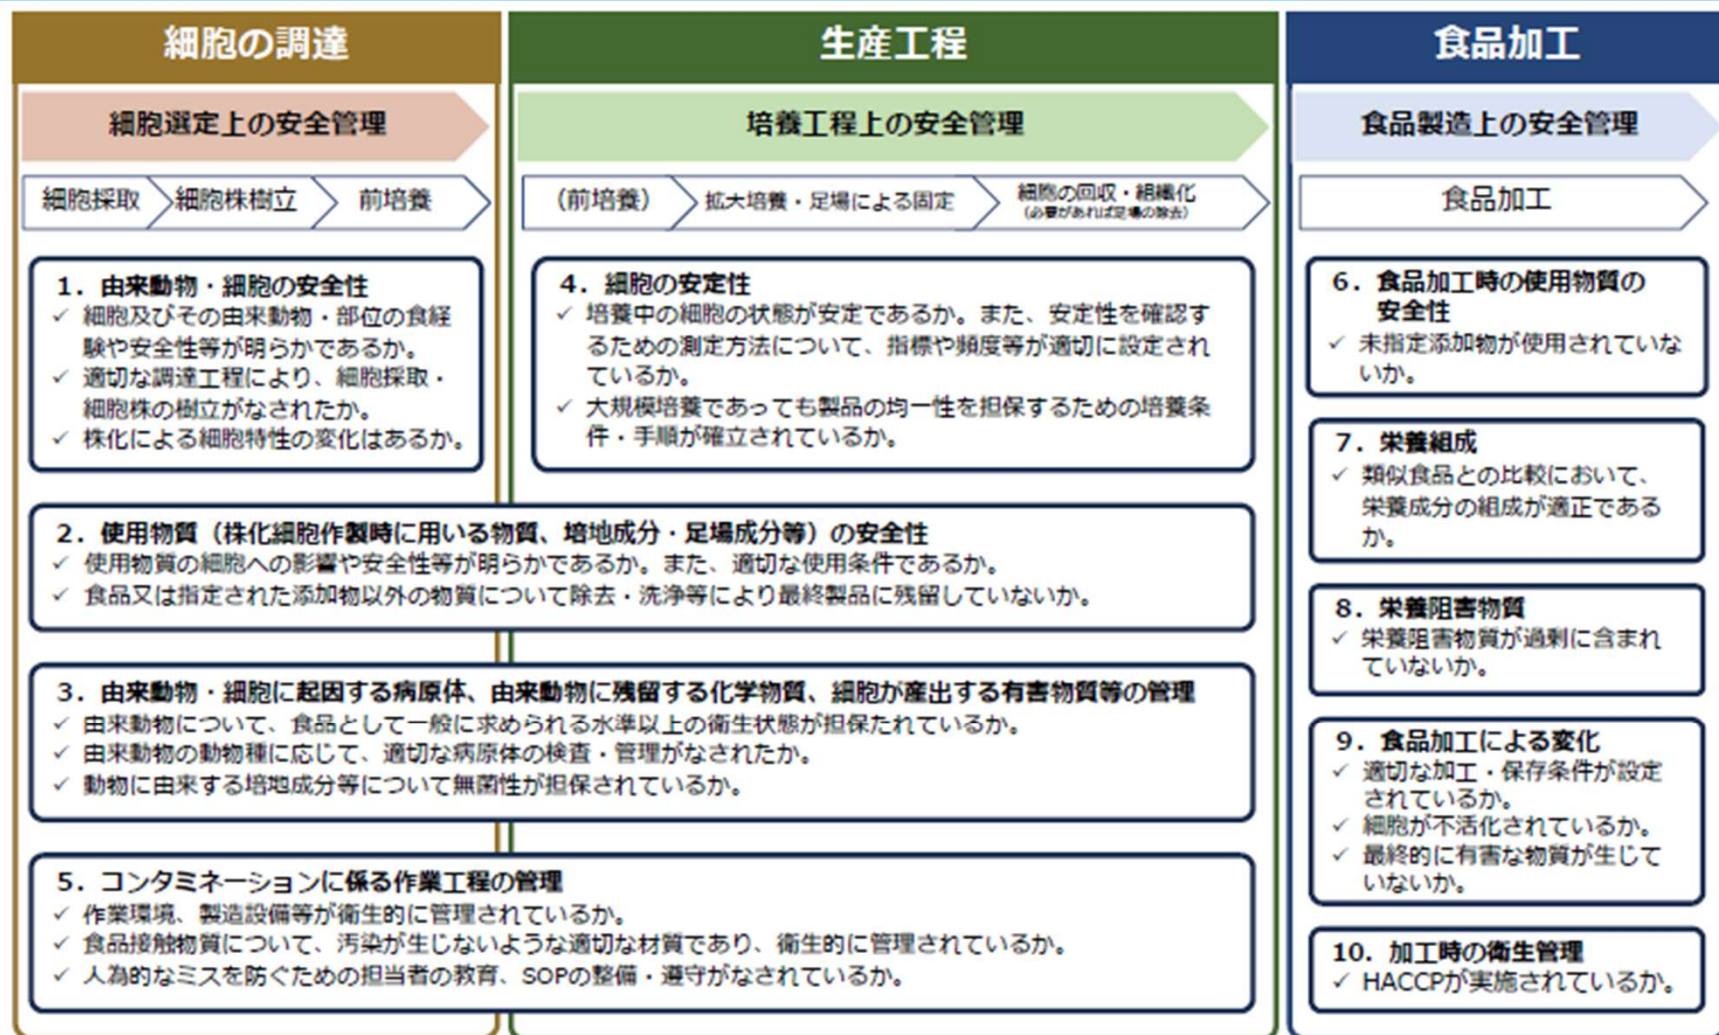 細胞の調達
生産工程
食品加工
細胞選定上の安全管理
培養工程上の安全管理
食品製造上の安全管理
細胞採取
細胞株樹立
前培養
(前培養)
拡大培養・足場による固定
細胞の回収・組織化
(必要があれば足場の除去)
食品加工
1. 由来動物・細胞の安全性
✓ 細胞及びその由来動物・部位の食経
験や安全性等が明らかであるか。
✓ 適切な調達工程により、細胞採取・
細胞株の樹立がなされたか。
✓ 株化による細胞特性の変化はあるか。
4. 細胞の安定性
✓ 培養中の細胞の状態が安定であるか。また、安定性を確認す
るための測定方法について、指標や頻度等が適切に設定され
ているか。
✓ 大規模培養であっても製品の均一性を担保するための培養条
件・手順が確立されているか。
2. 使用物質（株化細胞作製時に用いる物質、培地成分・足場成分等）の安全性
✓ 使用物質の細胞への影響や安全性等が明らかであるか。また、適切な使用条件であるか。
✓ 食品又は指定された添加物以外の物質について除去・洗浄等により最終製品に残留していないか。
3. 由来動物・細胞に起因する病原体、由来動物に残留する化学物質、細胞が産出する有害物質等の管理
✓ 由来動物について、食品として一般に求められる水準以上の衛生状態が担保たれているか。
✓ 由来動物の動物種に応じて、適切な病原体の検査・管理がなされたか。
✓ 動物に由来する培地成分等について無菌性が担保されているか。
5. コンタミネーションに係る作業工程の管理
✓ 作業環境、製造設備等が衛生的に管理されているか。
✓ 食品接触物質について、汚染が生じないような適切な材質であり、衛生的に管理されているか。
✓ 人為的なミスを防ぐための担当者の教育、SOPの整備・遵守がなされているか。
6. 食品加工時の使用物質の
安全性
✓ 未指定添加物が使用されていな
いか。
7. 栄養組成
✓ 類似食品との比較において、
栄養成分の組成が適正である
か。
8. 栄養阻害物質
✓ 栄養阻害物質が過剰に含まれ
ていないか。
9. 食品加工による変化
✓ 適切な加工・保存条件が設定
されているか。
✓ 細胞が不活化されているか。
✓ 最終的に有害な物質が生じて
いないか。
10. 加工時の衛生管理
✓ HACCPが実施されているか。